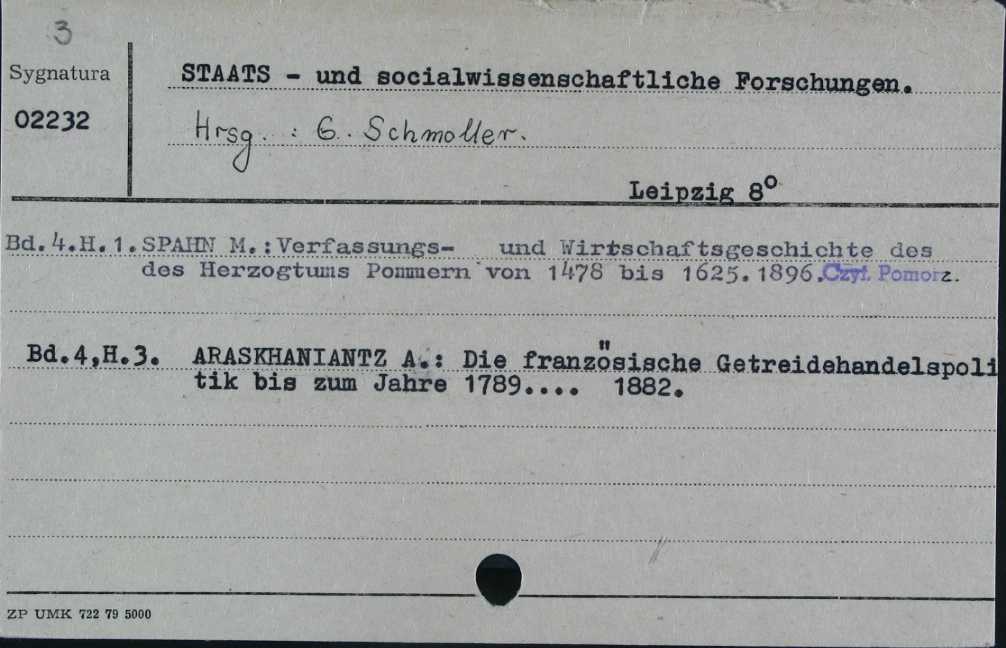 3
Sygnatura
02232
STAATS - und socialwissenschaftliche Forschungen.
Hrsg. : G. Schmoller.
Leipzig 8°
Bd.4.H.1.SPAHN M.:Verfassungs- und Wirtschaftsgeschichte des
des Herzogtums Pommern von 1478 bis 1625.1896.Czyt. Pomorz.
Bd.4,H.3. ARASKHANIANTZ A.: Die französische Getreidehandelspoli
tik bis zum Jahre 1789.... 1882.
ZP UMK 722 79 5000